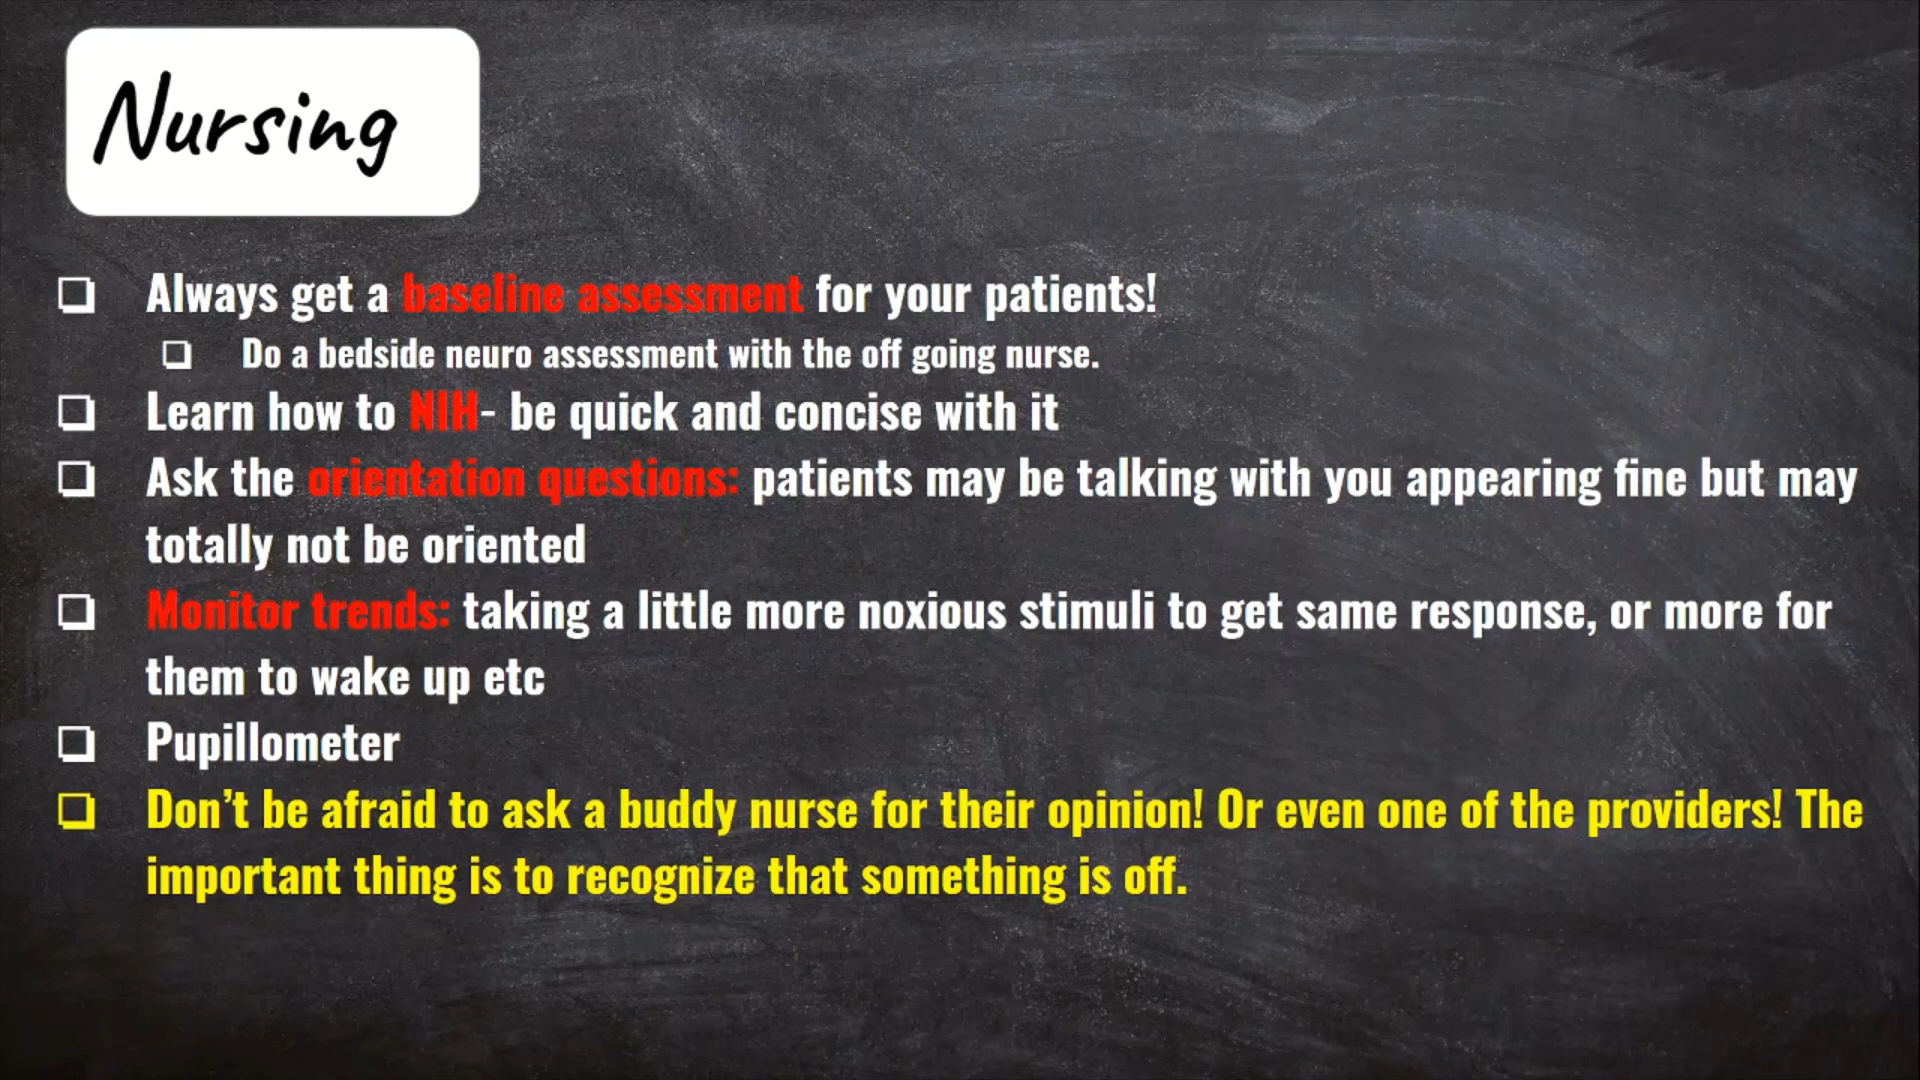 Nursing
❏ Always get a baseline assessment for your patients!
❏ Do a bedside neuro assessment with the off going nurse.
❏ Learn how to NIH- be quick and concise with it
❏ Ask the orientation questions: patients may be talking with you appearing fine but may
totally not be oriented
❏ Monitor trends: taking a little more noxious stimuli to get same response, or more for
them to wake up etc
❏ Pupillometer
❏ Don’t be afraid to ask a buddy nurse for their opinion! Or even one of the providers! The
important thing is to recognize that something is off.